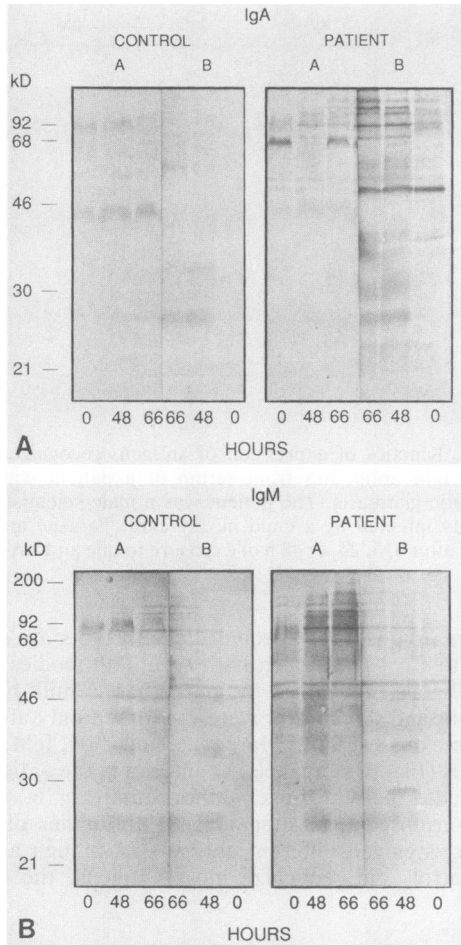 IgA
CONTROL PATIENT
A B A B
kD
92
68
46
30
21
0 48 66 66 48 0 0 48 66 66 48 0
A
HOURS
IgM
CONTROL PATIENT
A B A B
kD
200
92
68
46
30
21
0 48 66 66 48 0 0 48 66 66 48 0
B
HOURS